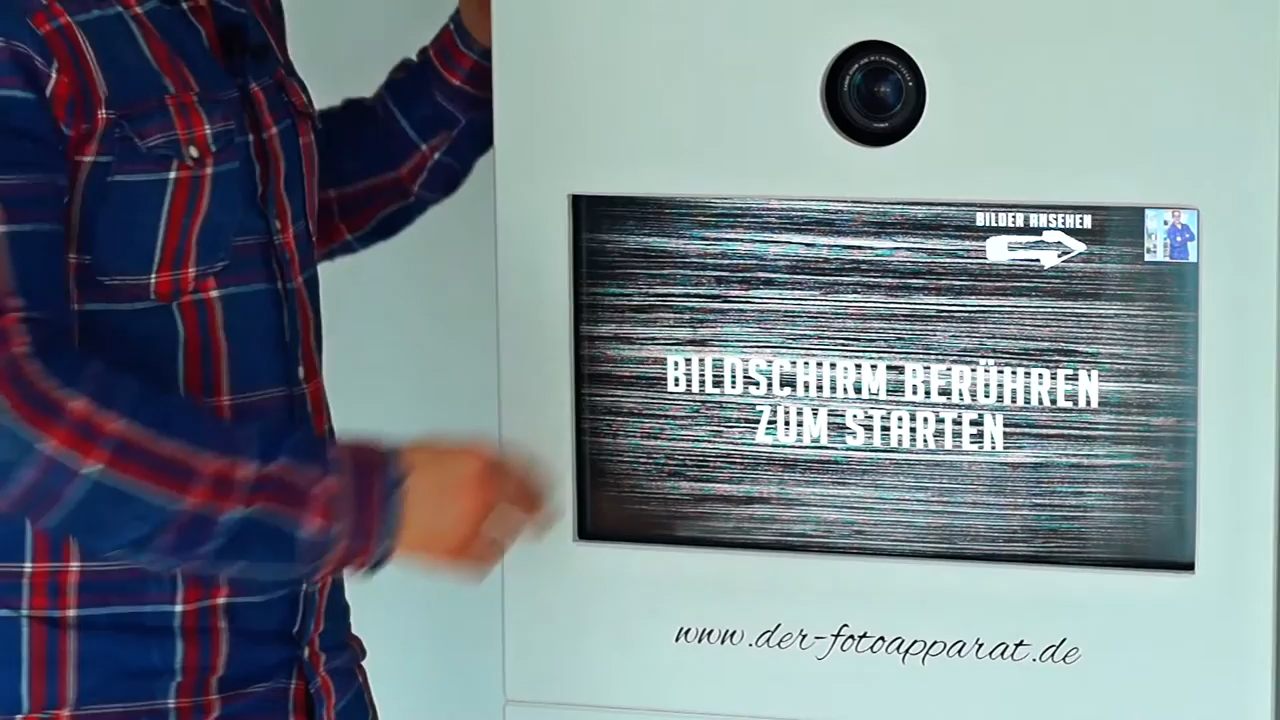 BILDER ANSEHEN
BILDSCHIRM BERÜHREN
ZUM STARTEN
www.der-fotoapparat.de